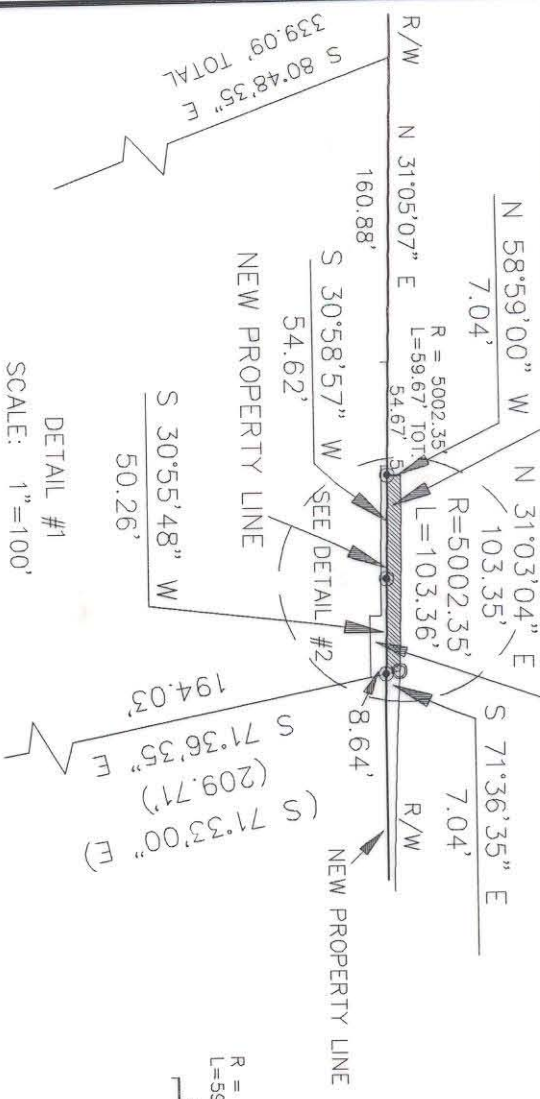 S 80°48'35" E
339.09' TOTAL
R/W
N 31°05'07" E
160.88'
N 58°59'00" W
7.04'
R = 5002.35'
L=59.67' TOT.
54.67'
S 30°58'57" W
54.62'
NEW PROPERTY LINE
S 30°55'48" W
50.26'
N 31°03'04" E
103.35'
R=5002.35'
L=103.36'
SEE DETAIL #2
S 71°36'35" E
7.04'
8.64'
R/W
NEW PROPERTY LINE
194.03'
S 71°36'35" E
(209.71')
(S 71°33'00" E)
DETAIL #1
SCALE: 1"=100'
R =